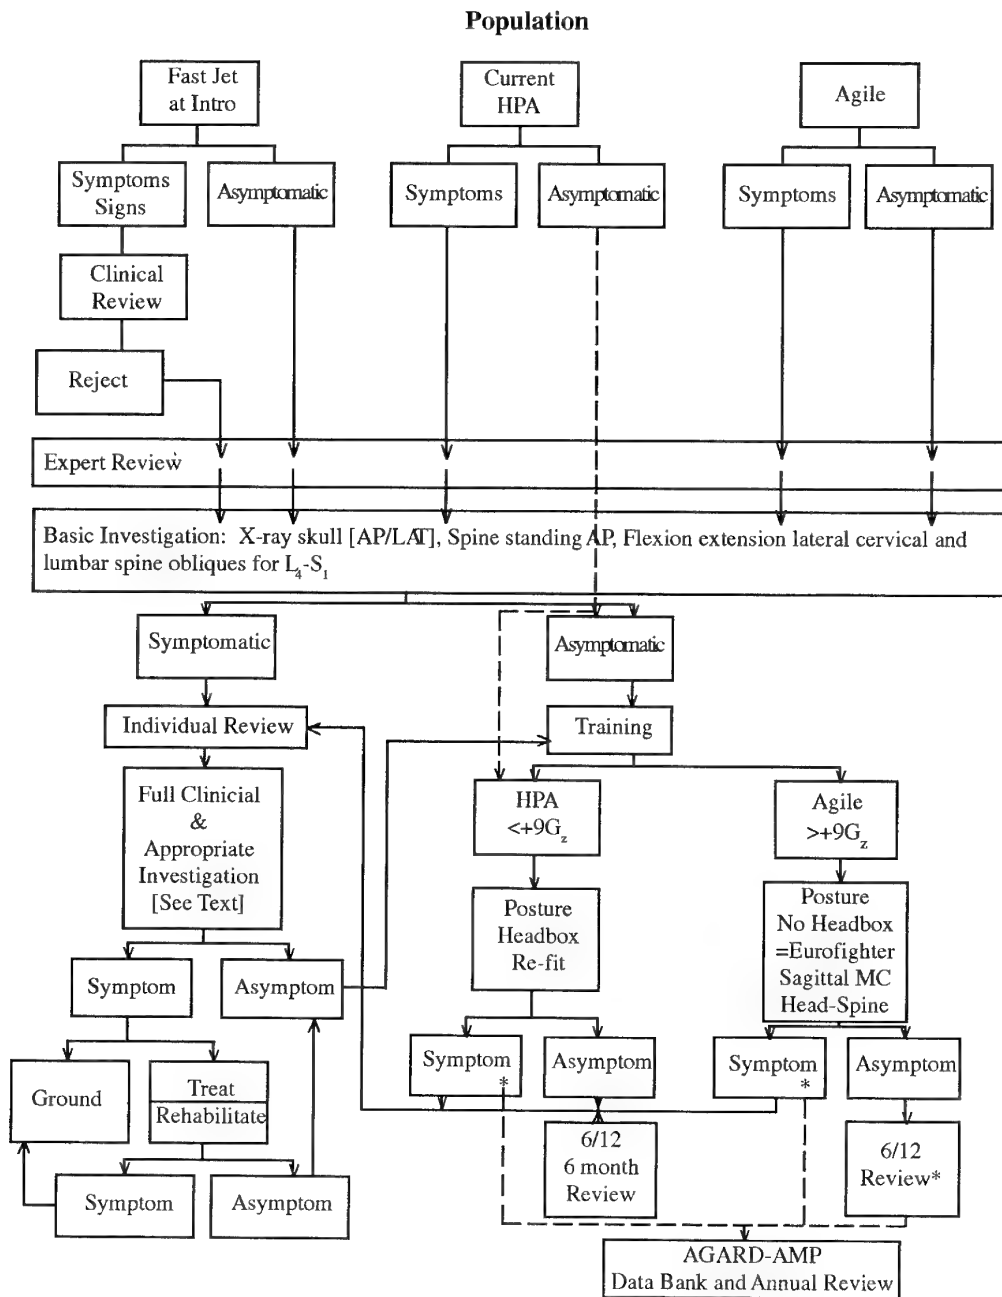 Population
Fast Jet
at Intro
Current
HPA
Agile
Symptoms
Signs
Asymptomatic
Symptoms
Asymptomatic
Symptoms
Asymptomatic
Clinical
Review
Reject
Expert Review
Basic Investigation: X-ray skull [AP/LAT], Spine standing AP, Flexion extension lateral cervical and
lumbar spine obliques for L4-S1
Symptomatic
Asymptomatic
Individual Review
Training
Full Clinicial
&
Appropriate
Investigation
[See Text]
HPA
<+9Gz
Agile
>+9Gz
Posture
Headbox
Re-fit
Posture
No Headbox
=Eurofighter
Sagittal MC
Head-Spine
Symptom
Asymptom
Symptom
*
Asymptom
Symptom
*
Asymptom
Ground
Treat
Rehabilitate
6/12
6 month
Review
6/12
Review*
Symptom
Asymptom
AGARD-AMP
Data Bank and Annual Review